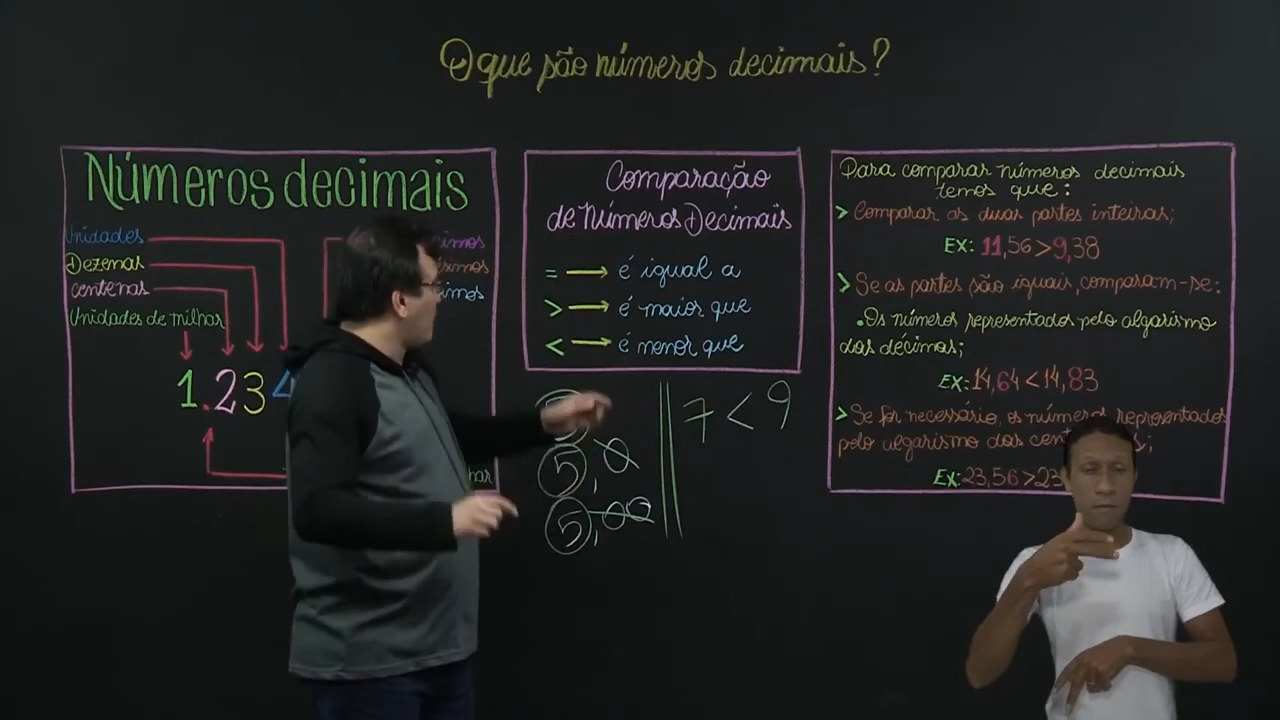 O que são números decimais?
Números decimais
Unidades
Dezenas
centenas
Unidades de milhar
1.23
Comparação
de Números Decimais
= → é igual a
> → é maior que
< → é menor que
5,0
5,00
7 < 9
Para comparar números decimais
temos que:
> Comparar as duas partes inteiras;
EX: 11,56 > 9,38
> Se as partes são iguais, comparam-se:
.Os números representados pelo algarismo
dos décimos;
EX: 14,64 < 14,83
> Se for necessário, os números representados
pelo algarismo dos
EX: 23,56 > 23